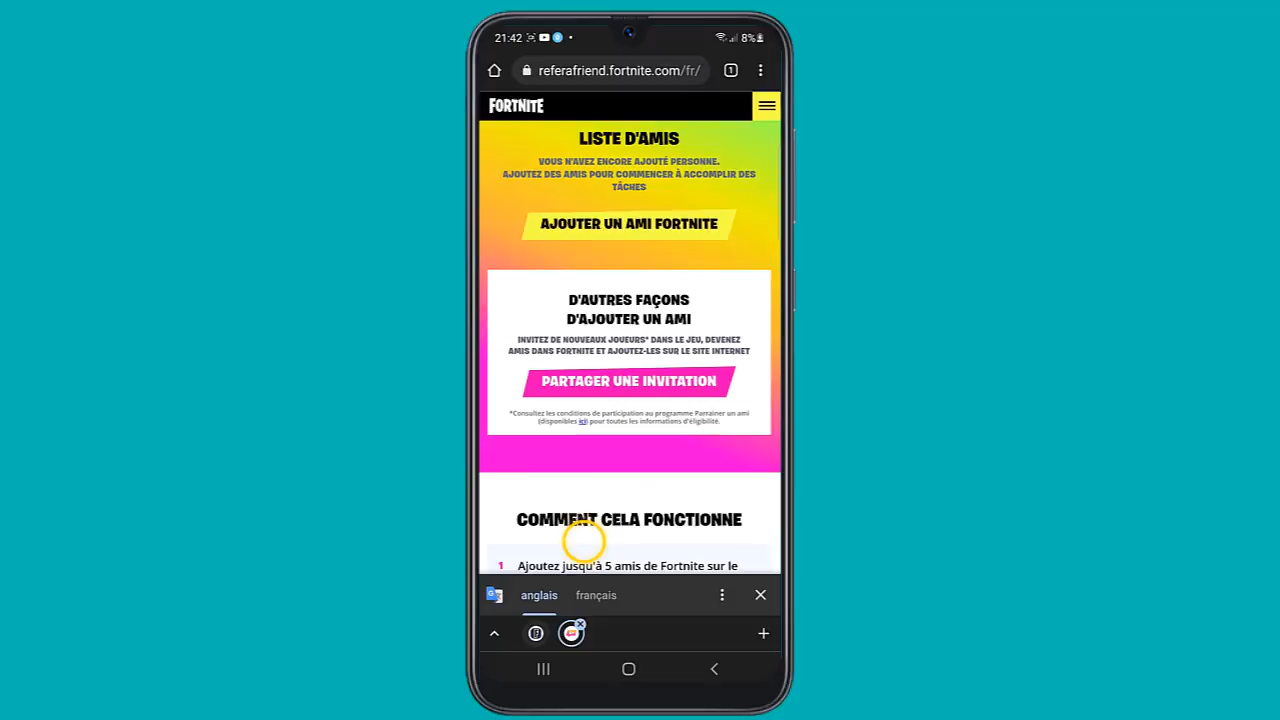 21:42
8%
referafriend.fortnite.com/fr/
1
FORTNITE
LISTE D'AMIS
VOUS N'AVEZ ENCORE AJOUTÉ PERSONNE.
AJOUTEZ DES AMIS POUR COMMENCER À ACCOMPLIR DES
TÂCHES
AJOUTER UN AMI FORTNITE
D'AUTRES FAÇONS
D'AJOUTER UN AMI
INVITEZ DE NOUVEAUX JOUEURS* DANS LE JEU, DEVENEZ
AMIS DANS FORTNITE ET AJOUTEZ-LES SUR LE SITE INTERNET
PARTAGER UNE INVITATION
*Consultez les conditions de participation au programme Parrainer un ami
(disponibles ici) pour toutes les informations d'éligibilité.
COMMENT CELA FONCTIONNE
1 Ajoutez jusqu'à 5 amis de Fortnite sur le
anglais français